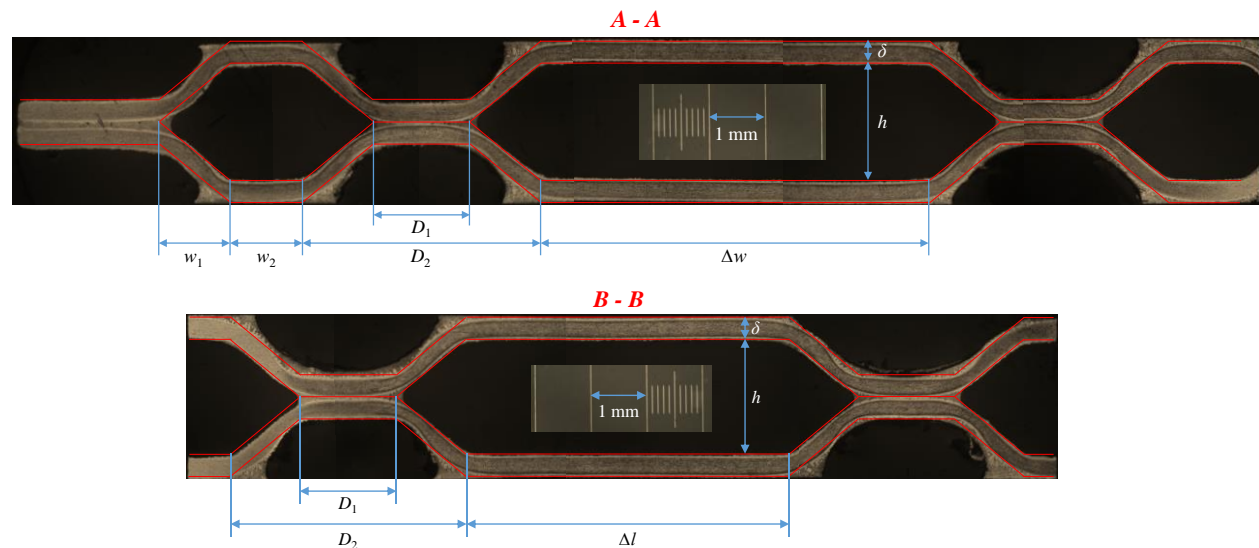 A - A
δ
h
1 mm
D₁
w₁
w₂
D₂
Δw
B - B
δ
h
1 mm
D₁
D₂
Δl